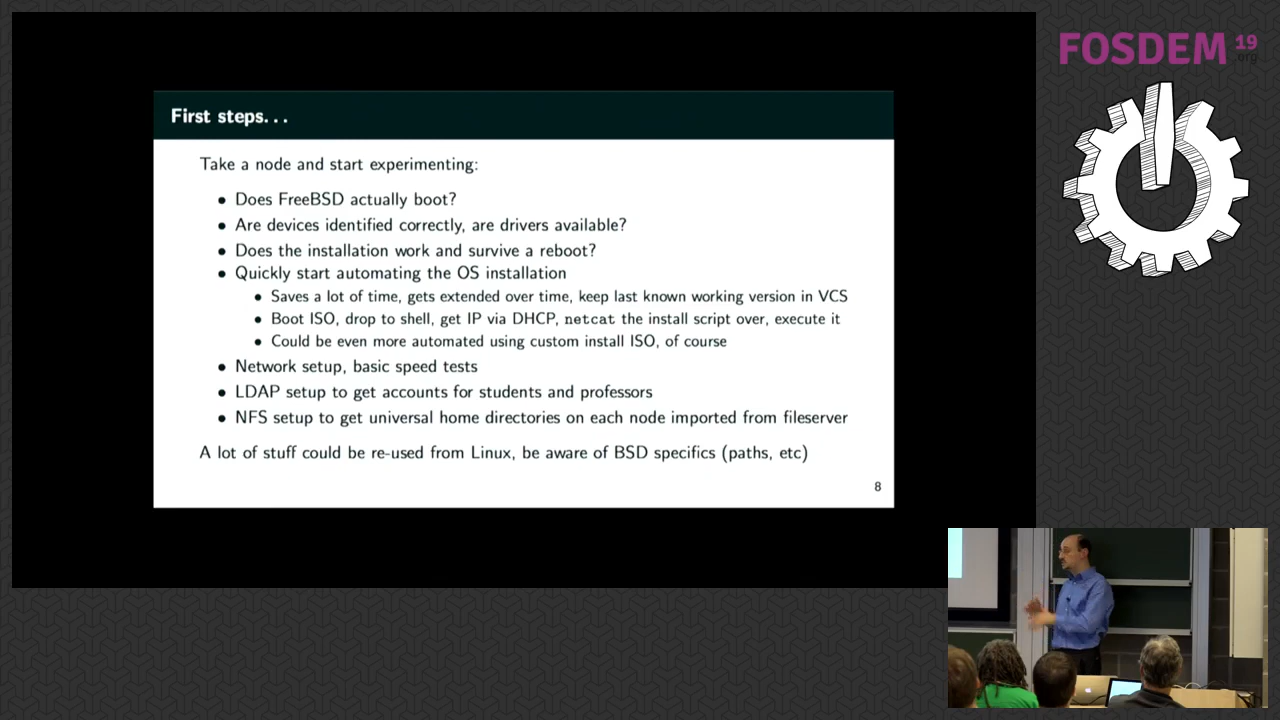 FOSDEM 19
.org
First steps. . .
Take a node and start experimenting:
• Does FreeBSD actually boot?
• Are devices identified correctly, are drivers available?
• Does the installation work and survive a reboot?
• Quickly start automating the OS installation
• Saves a lot of time, gets extended over time, keep last known working version in VCS
• Boot ISO, drop to shell, get IP via DHCP, netcat the install script over, execute it
• Could be even more automated using custom install ISO, of course
• Network setup, basic speed tests
• LDAP setup to get accounts for students and professors
• NFS setup to get universal home directories on each node imported from fileserver
A lot of stuff could be re-used from Linux, be aware of BSD specifics (paths, etc)
8